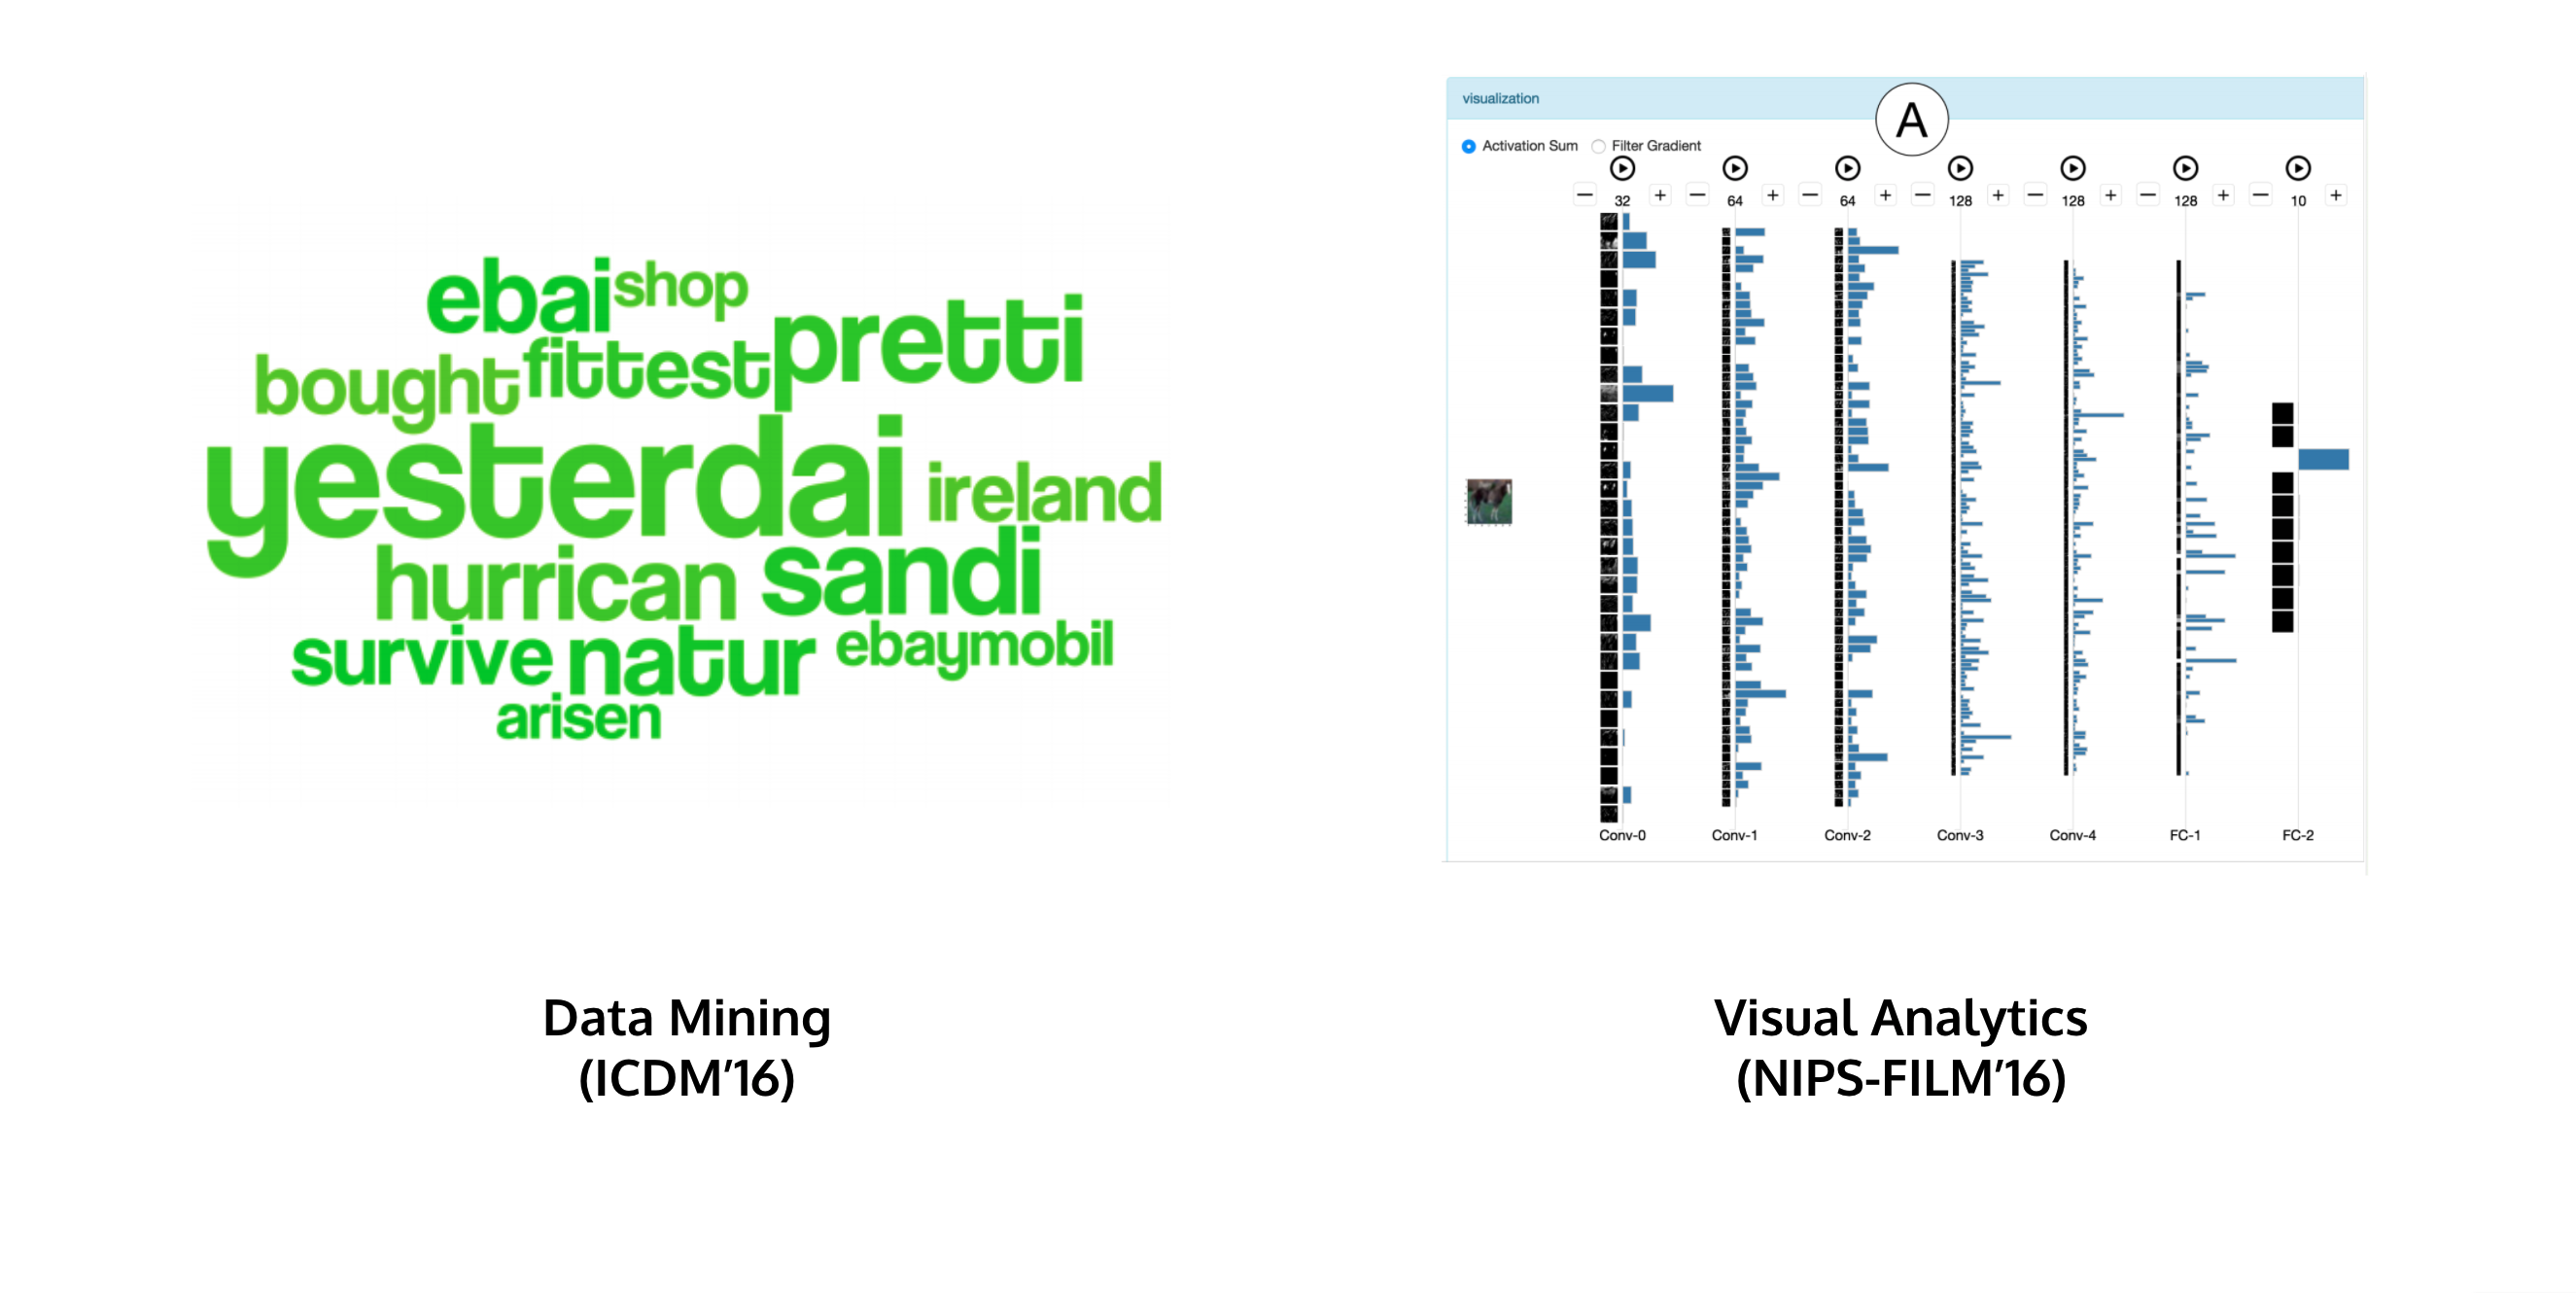 ebai shop
bought fittest pretti
yesterdai ireland
hurrican sandi
survive natur ebaymobil
arisen
Data Mining
(ICDM’16)
visualization
A
Activation Sum Filter Gradient
— 32 + — 64 + — 64 + — 128 + — 128 + — 128 + — 10 +
Conv-0 Conv-1 Conv-2 Conv-3 Conv-4 FC-1 FC-2
Visual Analytics
(NIPS-FILM’16)